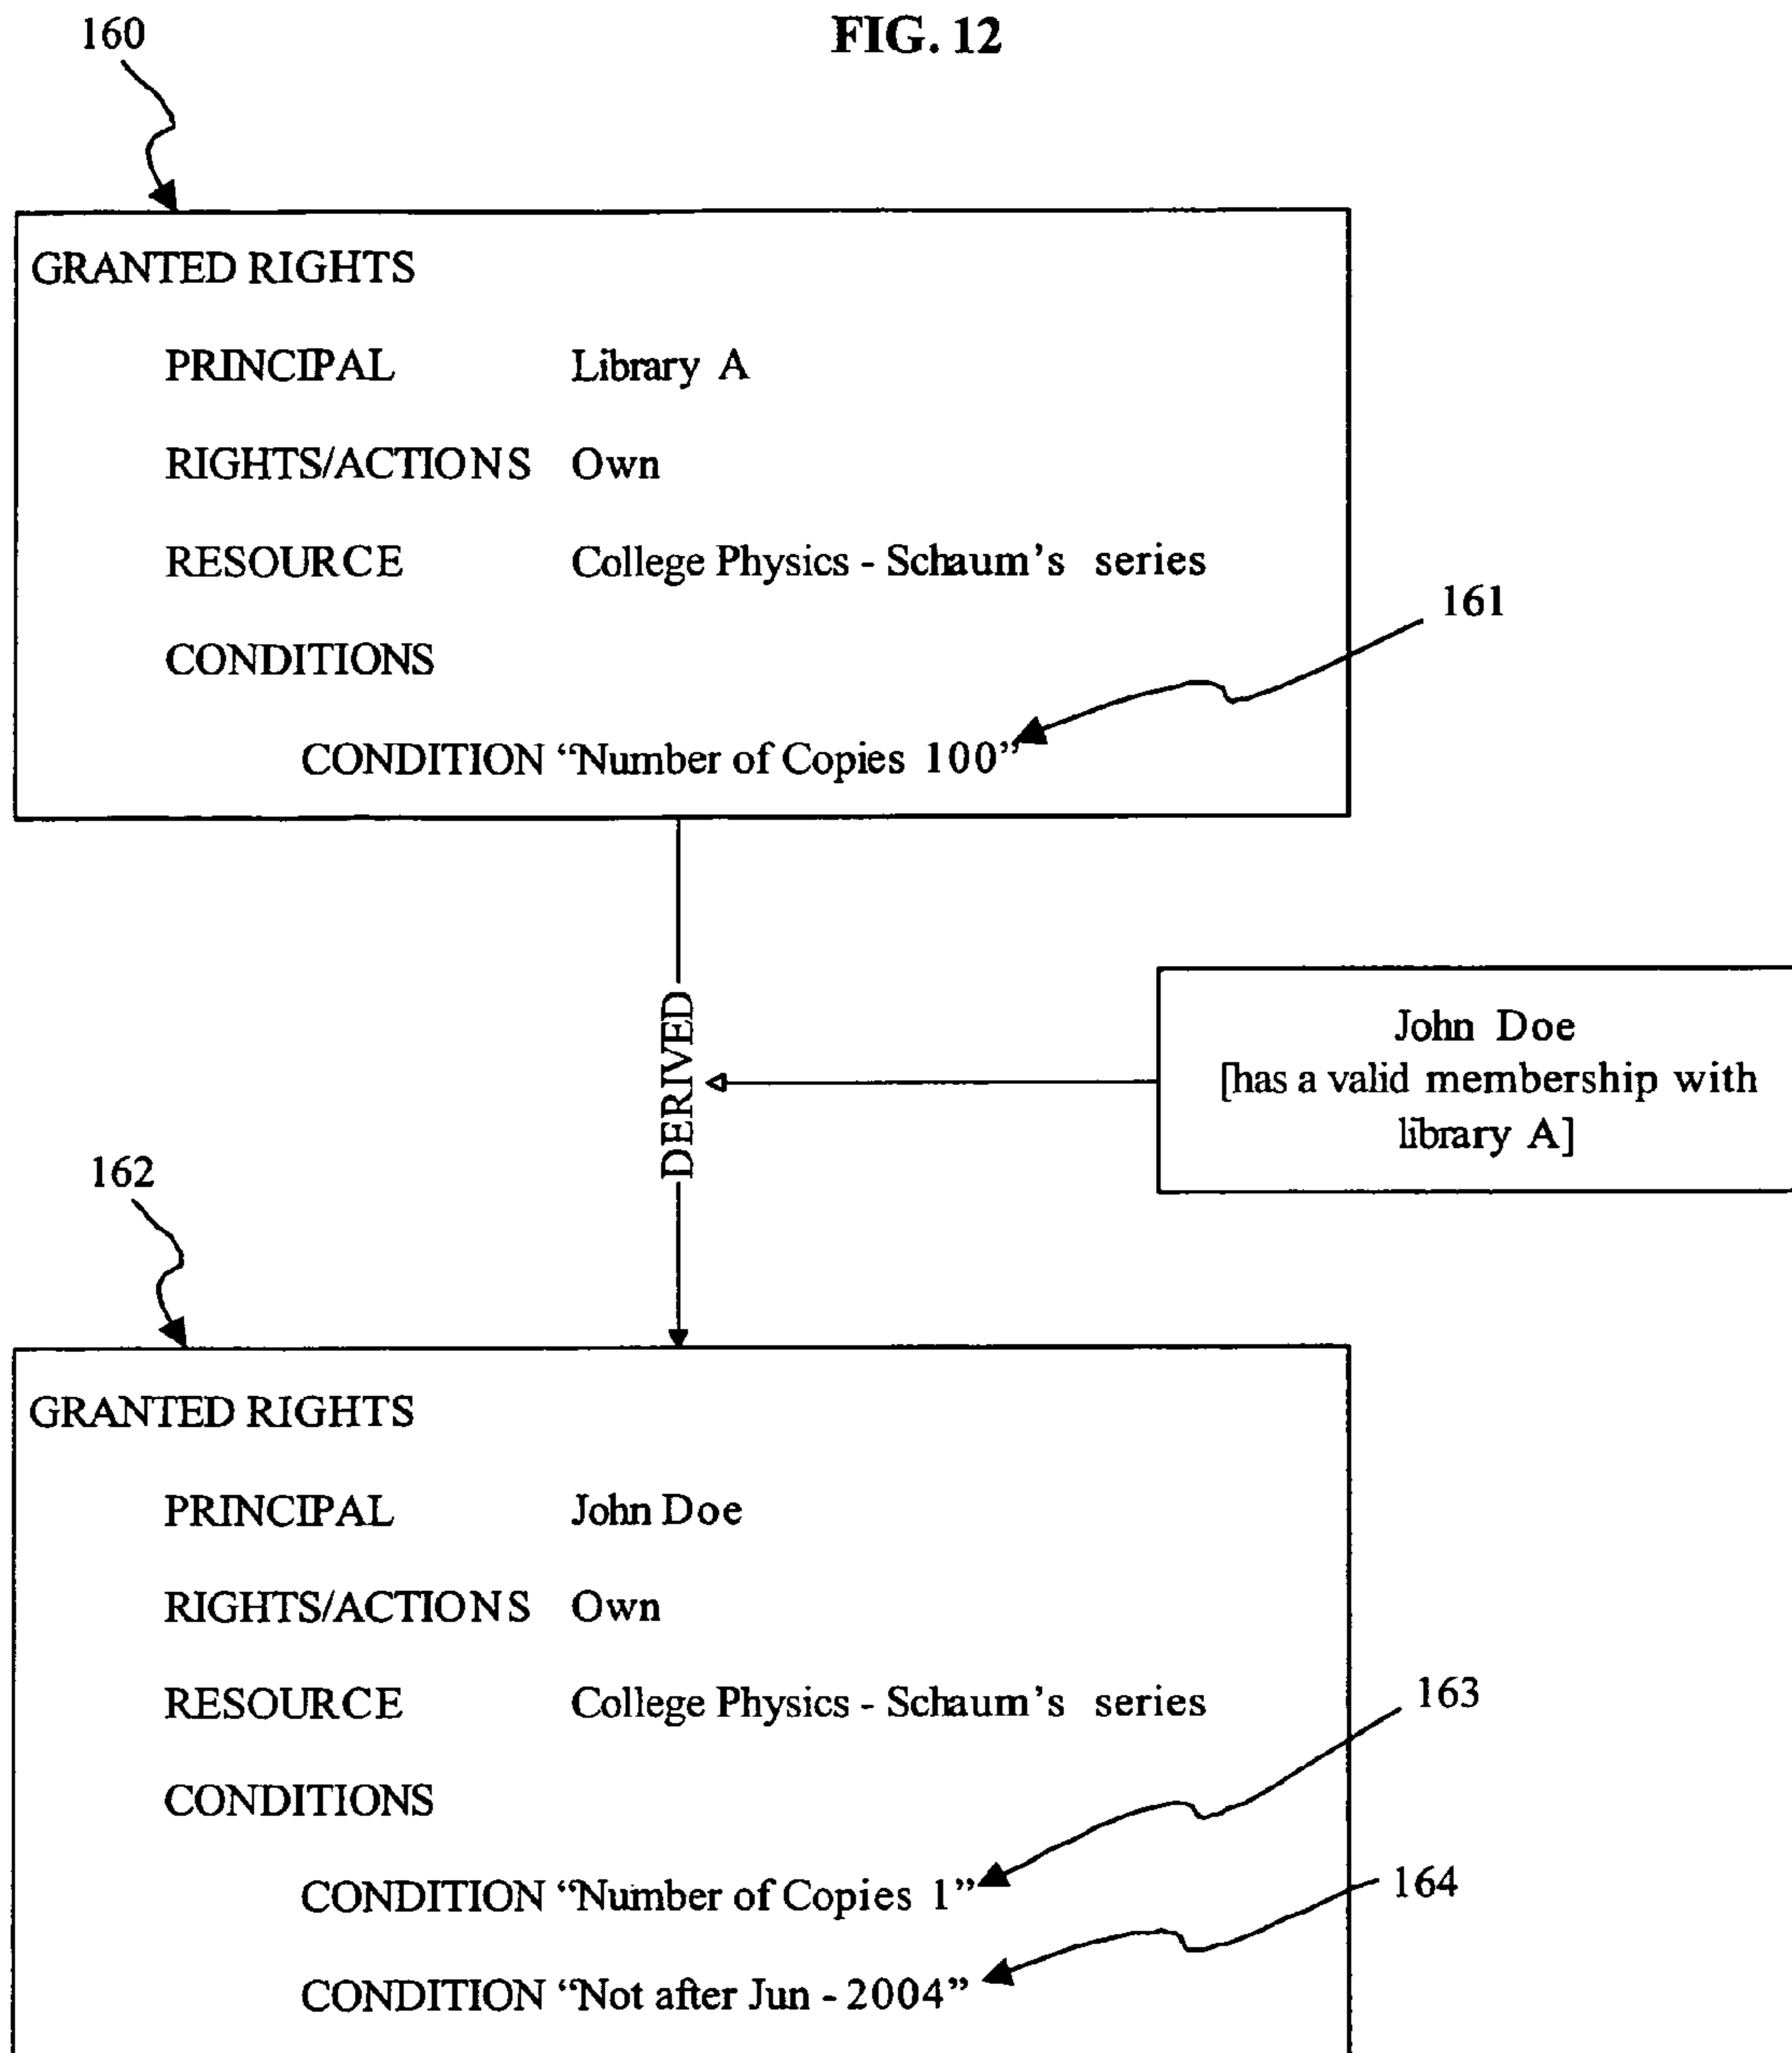 FIG. 12
160
GRANTED RIGHTS
PRINCIPAL Library A
RIGHTS/ACTIONS Own
RESOURCE College Physics - Schaum's series
161
CONDITIONS
CONDITION “Number of Copies 100”
DERIVED
John Doe
[has a valid membership with
library A]
162
GRANTED RIGHTS
PRINCIPAL John Doe
RIGHTS/ACTIONS Own
RESOURCE College Physics - Schaum's series
163
CONDITIONS
CONDITION “Number of Copies 1”
164
CONDITION “Not after Jun - 2004”